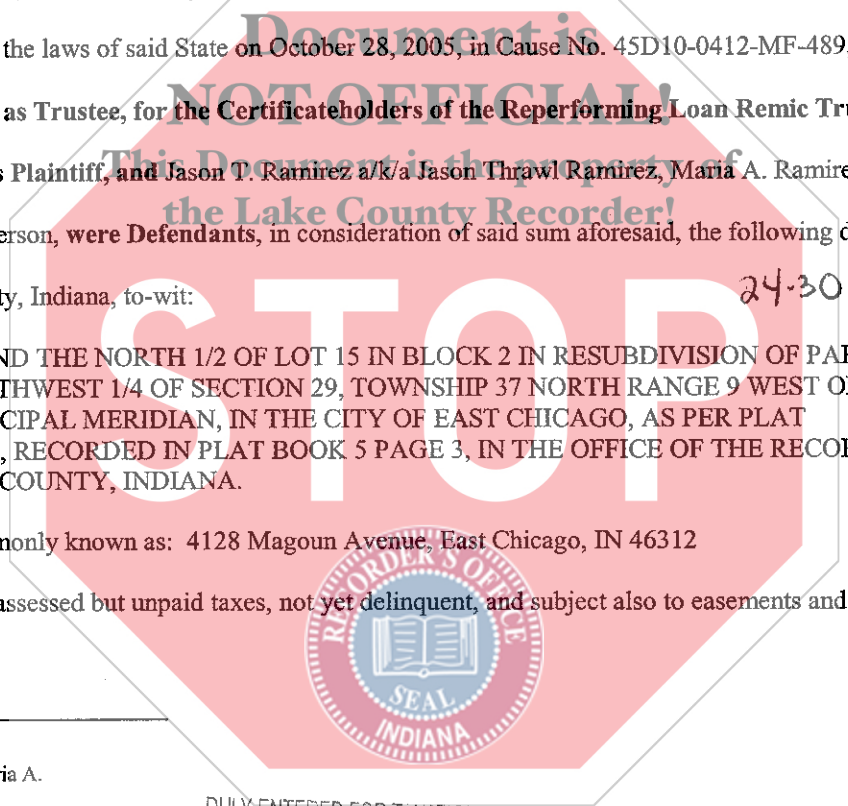 Document is
the laws of said State on October 28, 2005, in Cause No. 45D10-0412-MF-489
NOT OFFICIAL!
as Trustee, for the Certificateholders of the Reperforming Loan Remic Tru
This Document is the property of
s Plaintiff, and Jason T. Ramirez a/k/a Jason Thrawl Ramirez, Maria A. Ramire
the Lake County Recorder!
erson, were Defendants, in consideration of said sum aforesaid, the following d
ty, Indiana, to-wit:
24-30
STOP
ND THE NORTH 1/2 OF LOT 15 IN BLOCK 2 IN RESUBDIVISION OF PAR
THWEST 1/4 OF SECTION 29, TOWNSHIP 37 NORTH RANGE 9 WEST O
CIPAL MERIDIAN, IN THE CITY OF EAST CHICAGO, AS PER PLAT
, RECORDED IN PLAT BOOK 5 PAGE 3, IN THE OFFICE OF THE RECOR
COUNTY, INDIANA.
monly known as: 4128 Magoun Avenue, East Chicago, IN 46312
assessed but unpaid taxes, not yet delinquent, and subject also to easements and
RECORDER'S OFFICE
SEAL
INDIANA
ria A.
DULY ENTERED FOR